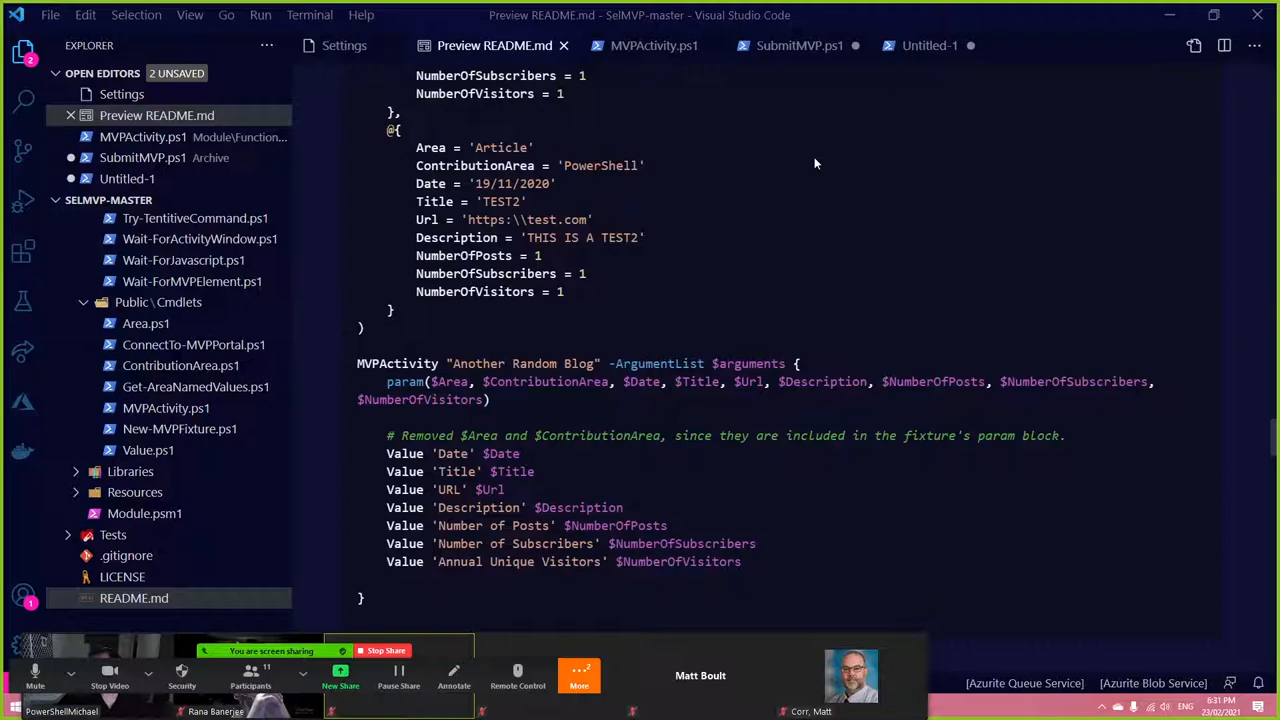 File Edit Selection View Go Run Terminal Help
Preview README.md - SelMVP-master - Visual Studio Code
EXPLORER
Settings
Preview README.md
MVPActivity.ps1
SubmitMVP.ps1
Untitled-1
OPEN EDITORS 2 UNSAVED
Settings
Preview README.md
MVPActivity.ps1 Module\Function...
SubmitMVP.ps1 Archive
Untitled-1
SELMVP-MASTER
Try-TentitiveCommand.ps1
Wait-ForActivityWindow.ps1
Wait-ForJavascript.ps1
Wait-ForMVPElement.ps1
Public\Cmdlets
Area.ps1
ConnectTo-MVPPortal.ps1
ContributionArea.ps1
Get-AreaNamedValues.ps1
MVPActivity.ps1
New-MVPFixture.ps1
Value.ps1
Libraries
Resources
Module.psm1
Tests
.gitignore
LICENSE
README.md
2
1
NumberOfSubscribers = 1
NumberOfVisitors = 1
},
@{
Area = 'Article'
ContributionArea = 'PowerShell'
Date = '19/11/2020'
Title = 'TEST2'
Url = 'https:\\test.com'
Description = 'THIS IS A TEST2'
NumberOfPosts = 1
NumberOfSubscribers = 1
NumberOfVisitors = 1
}
)
MVPActivity "Another Random Blog" -ArgumentList $arguments {
param($Area, $ContributionArea, $Date, $Title, $Url, $Description, $NumberOfPosts, $NumberOfSubscribers,
$NumberOfVisitors)
# Removed $Area and $ContributionArea, since they are included in the fixture's param block.
Value 'Date' $Date
Value 'Title' $Title
Value 'URL' $Url
Value 'Description' $Description
Value 'Number of Posts' $NumberOfPosts
Value 'Number of Subscribers' $NumberOfSubscribers
Value 'Annual Unique Visitors' $NumberOfVisitors
}
You are screen sharing Stop Share
Mute
Stop Video
Security
Participants 11
New Share
Pause Share
Annotate
Remote Control
More 2
Matt Boult
PowerShellMichael
Rana Banerjee
Corr, Matt
[Azurite Queue Service] [Azurite Blob Service]
ENG
6:31 PM
23/02/2021